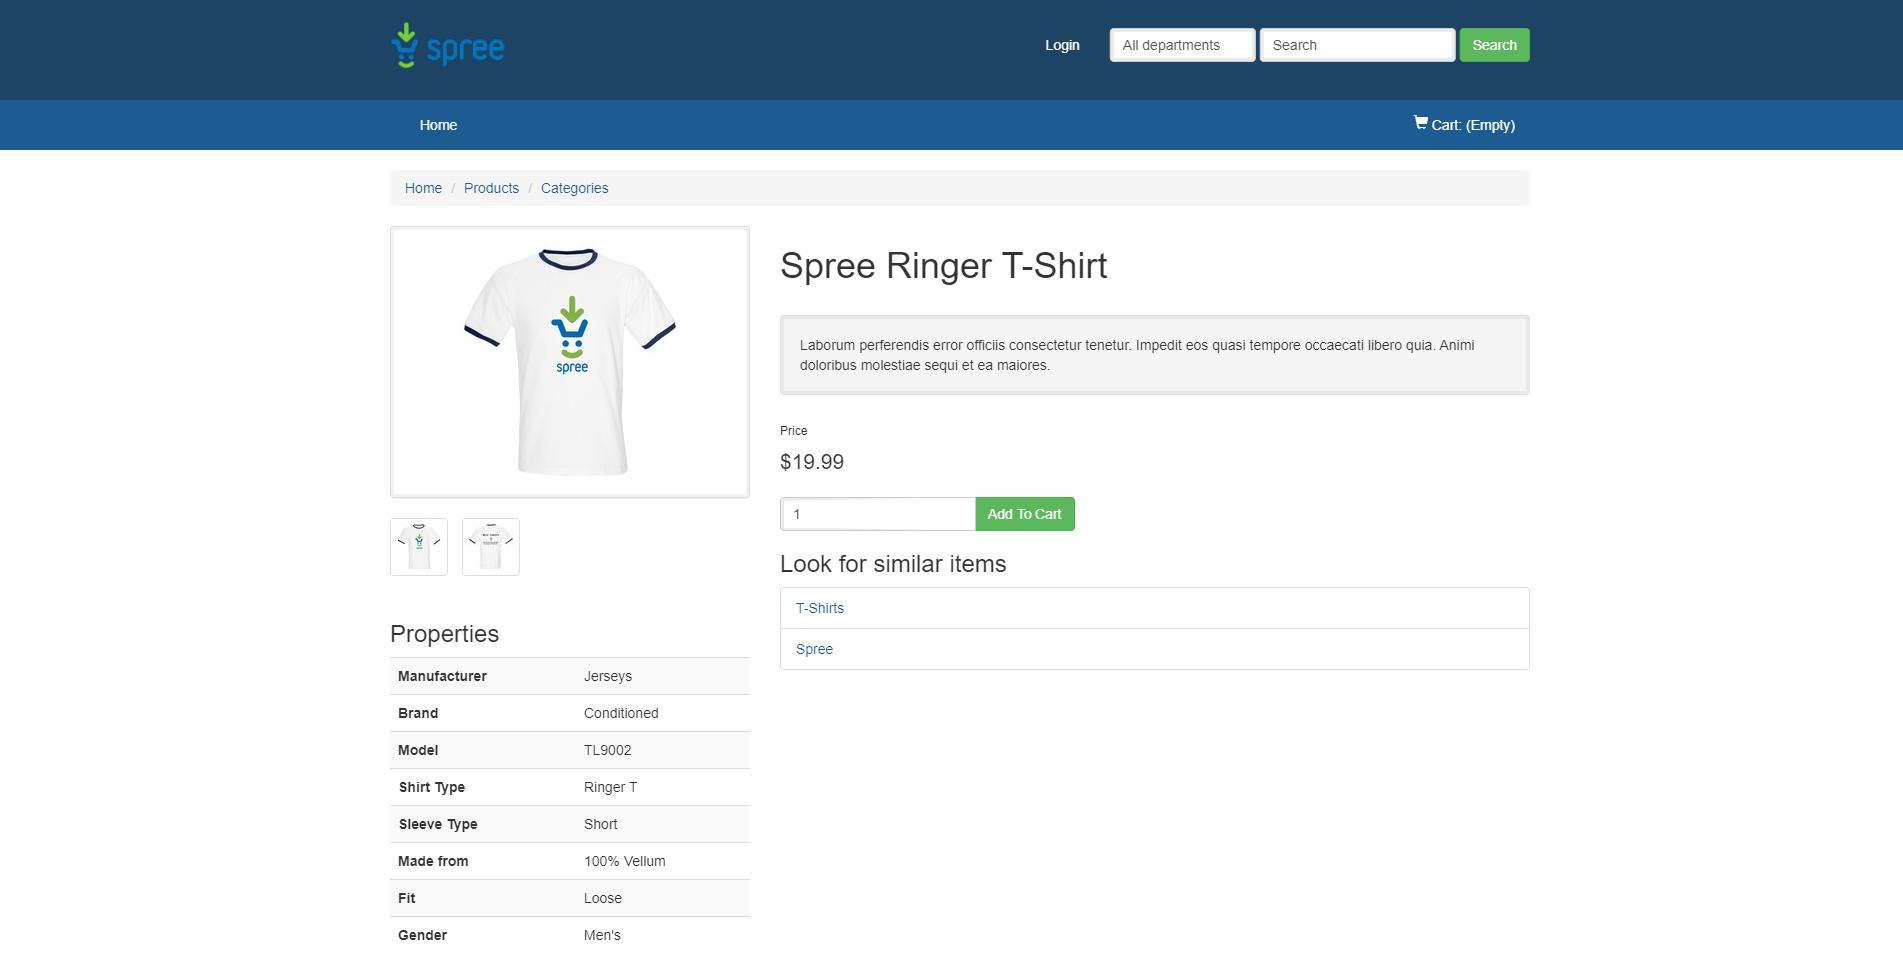 spree
Login
All departments
Search
Search
Home
Cart: (Empty)
Home / Products / Categories
spree
Spree Ringer T-Shirt
Laborum perferendis error officiis consectetur tenetur. Impedit eos quasi tempore occaecati libero quia. Animi
doloribus molestiae sequi et ea maiores.
Price
$19.99
1
Add To Cart
Look for similar items
T-Shirts
Spree
Properties
Manufacturer Jerseys
Brand Conditioned
Model TL9002
Shirt Type Ringer T
Sleeve Type Short
Made from 100% Vellum
Fit Loose
Gender Men's